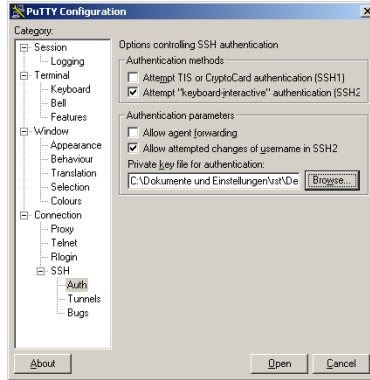 PuTTY Configuration
Category:
Session
Logging
Terminal
Keyboard
Bell
Features
Window
Appearance
Behaviour
Translation
Selection
Colours
Connection
Proxy
Telnet
Rlogin
SSH
Auth
Tunnels
Bugs
Options controlling SSH authentication
Authentication methods
Attempt TIS or CryptoCard authentication (SSH1)
Attempt "keyboard-interactive" authentication (SSH2
Authentication parameters
Allow agent forwarding
Allow attempted changes of username in SSH2
Private key file for authentication:
C:\Dokumente und Einstellungen\rst\De
Browse...
About
Open
Cancel